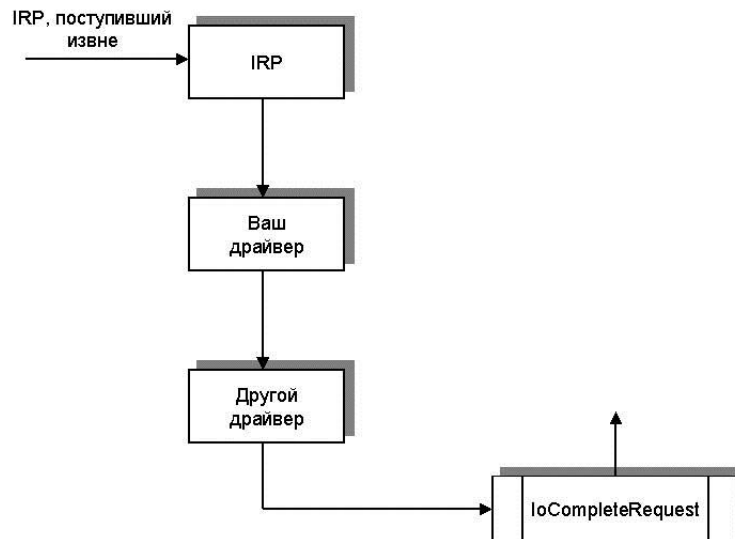 IRP, поступивший
извне
IRP
Ваш
драйвер
Другой
драйвер
IoCompleteRequest